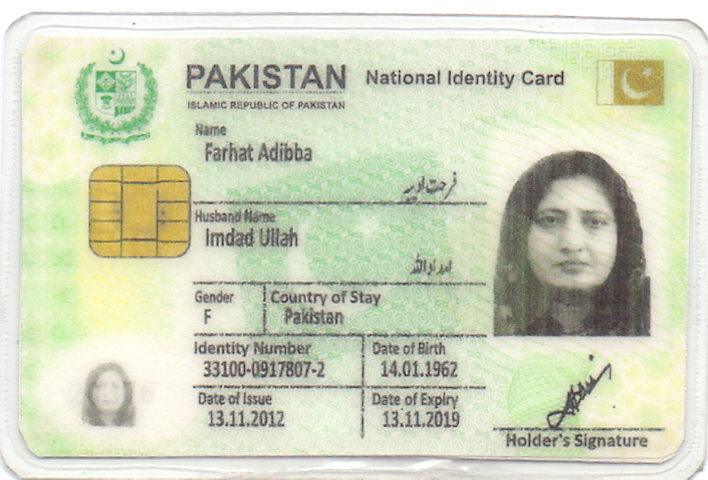 PAKISTAN National Identity Card
ISLAMIC REPUBLIC OF PAKISTAN
Name
Farhat Adibba
فرحت ادیبہ
Husband Name
Imdad Ullah
امداد اللہ
Gender Country of Stay
F Pakistan
Identity Number Date of Birth
33100-0917807-2 14.01.1962
Date of Issue Date of Expiry
13.11.2012 13.11.2019
Holder's Signature